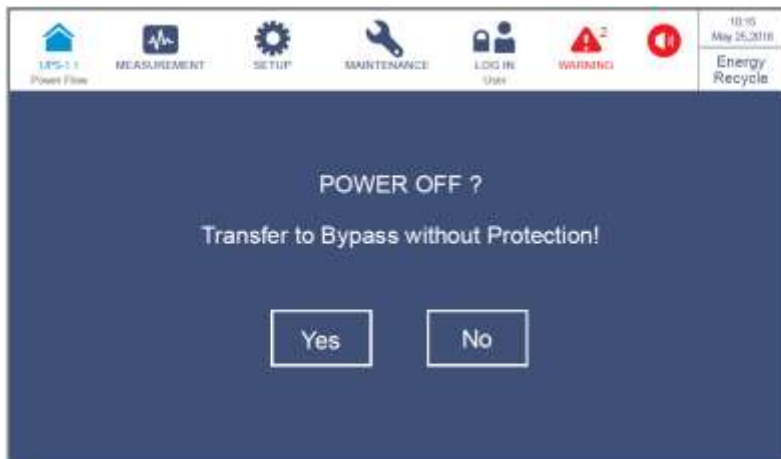 UPS-1.1
Power Flow
MEASUREMENT
SETUP
MAINTENANCE
LOG IN
User
WARNING
2
10:15
May 25,2016
Energy
Recycle
POWER OFF ?
Transfer to Bypass without Protection!
Yes
No